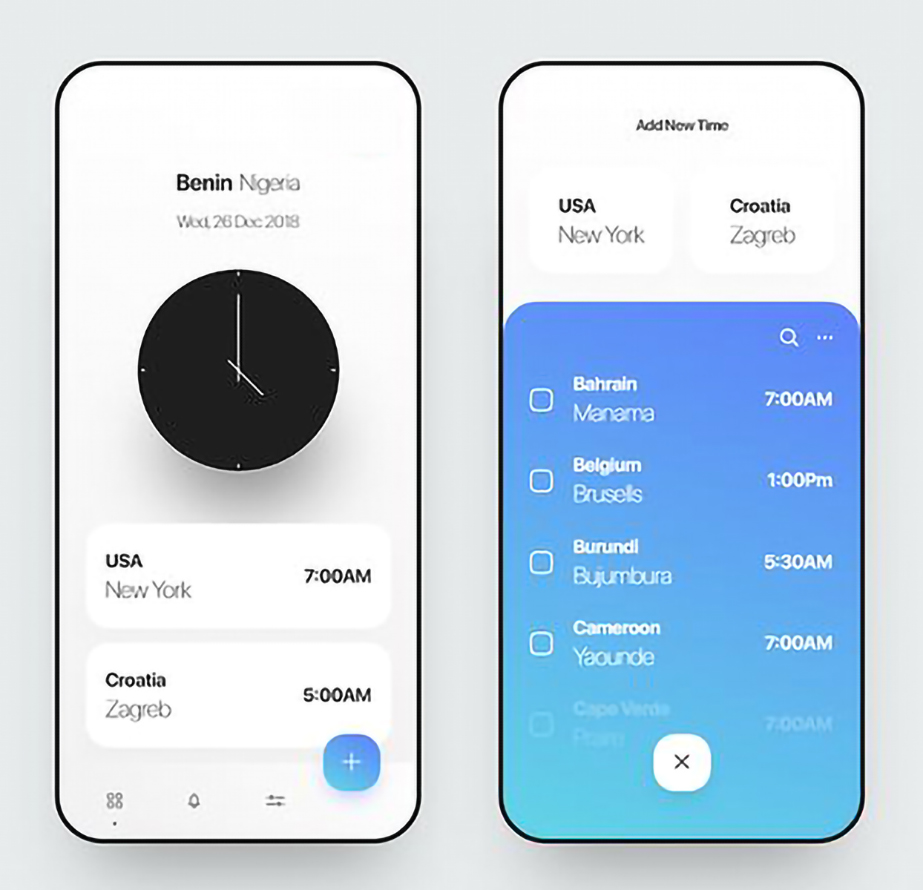 Benin Nigeria
Wed, 26 Dec 2018
USA
New York
7:00AM
Croatia
Zagreb
5:00AM
Add New Time
USA
New York
Croatia
Zagreb
Bahrain
Manama
7:00AM
Belgium
Brusells
1:00Pm
Burundi
Bujumbura
5:30AM
Cameroon
Yaounde
7:00AM
Cape Verde
7:00AM